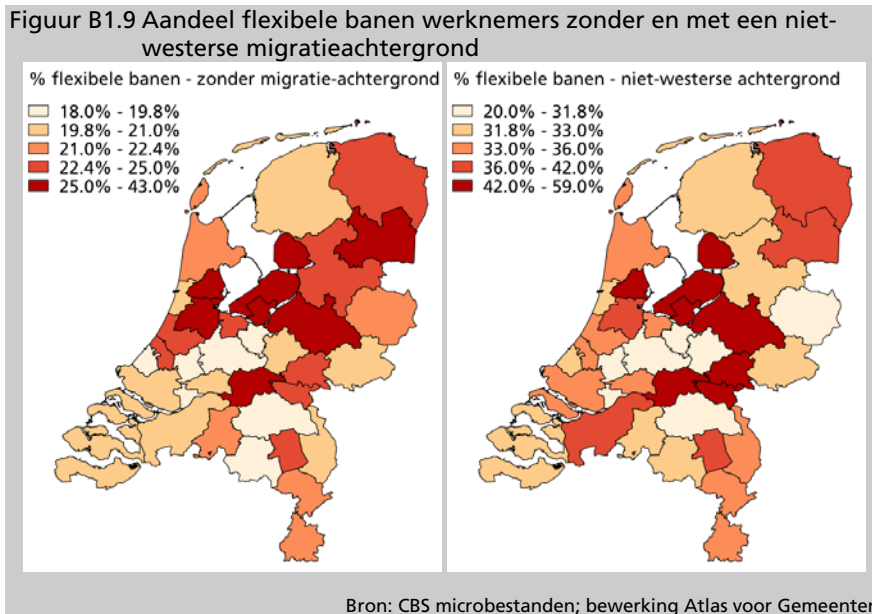 Figuur B1.9 Aandeel flexibele banen werknemers zonder en met een niet-
westerse migratieachtergrond
% flexibele banen - zonder migratie-achtergrond
18.0% - 19.8%
19.8% - 21.0%
21.0% - 22.4%
22.4% - 25.0%
25.0% - 43.0%
% flexibele banen - niet-westerse achtergrond
20.0% - 31.8%
31.8% - 33.0%
33.0% - 36.0%
36.0% - 42.0%
42.0% - 59.0%
Bron: CBS microbestanden; bewerking Atlas voor Gemeenten